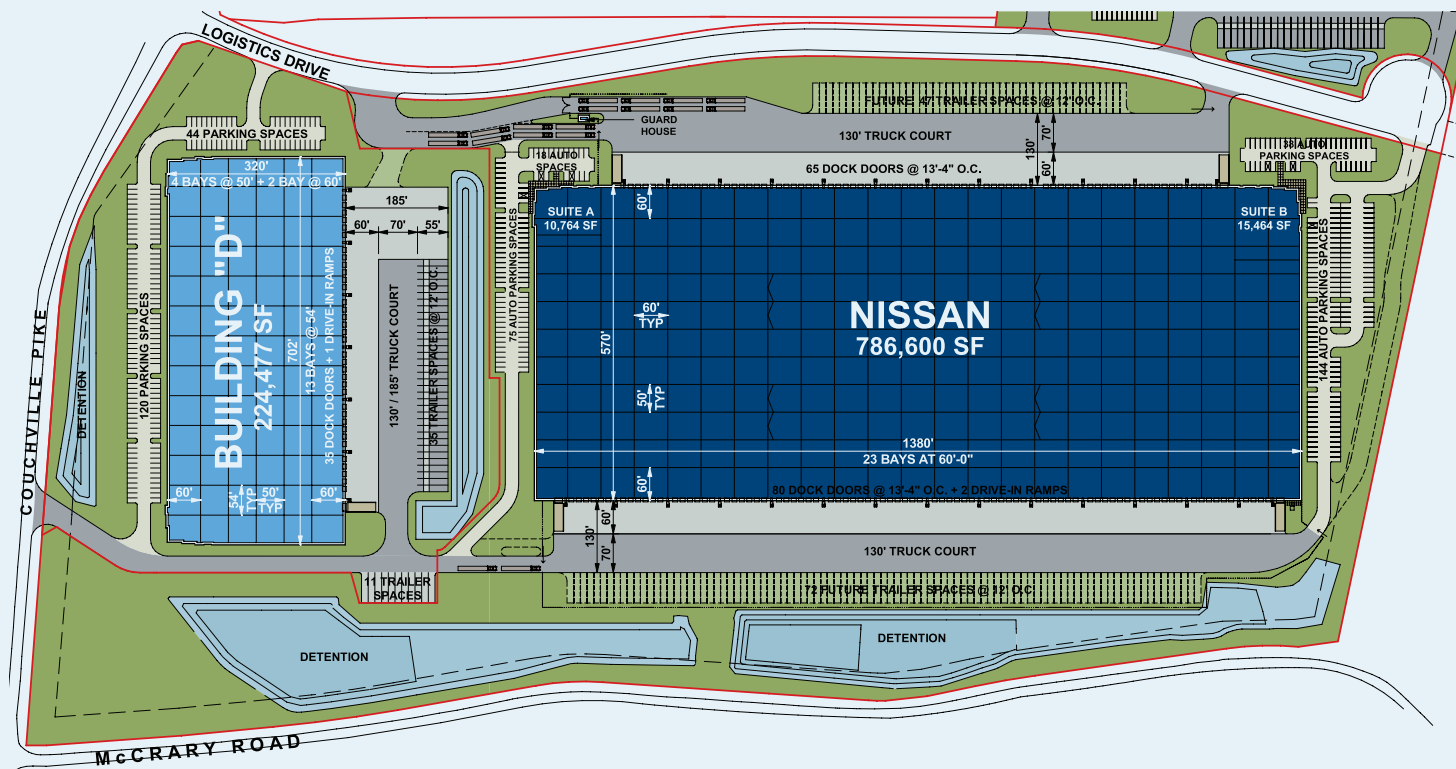 LOGISTICS DRIVE
44 PARKING SPACES
320'
4 BAYS @ 50' + 2 BAY @ 60'
BUILDING "D"
224,477 SF
702'
13 BAYS @ 54'
35 DOCK DOORS + 1 DRIVE-IN RAMPS
60'
54'
TYP
50'
TYP
60'
120 PARKING SPACES
DETENTION
COUCHVILLE PIKE
185'
60'
70'
55'
130' / 185' TRUCK COURT
35 TRAILER SPACES @ 12' O.C.
11 TRAILER
SPACES
75 AUTO PARKING SPACES
18 AUTO
SPACES
GUARD
HOUSE
FUTURE 47 TRAILER SPACES @ 12' O.C.
130' TRUCK COURT
130'
70'
60'
65 DOCK DOORS @ 13'-4" O.C.
38 AUTO
PARKING SPACES
SUITE A
10,764 SF
60'
SUITE B
15,464 SF
NISSAN
786,600 SF
60'
TYP
570'
50'
TYP
1380'
23 BAYS AT 60'-0"
60'
80 DOCK DOORS @ 13'-4" O.C. + 2 DRIVE-IN RAMPS
144 AUTO PARKING SPACES
130'
60'
70'
130' TRUCK COURT
72 FUTURE TRAILER SPACES @ 12' O.C.
DETENTION
DETENTION
McCRARY ROAD